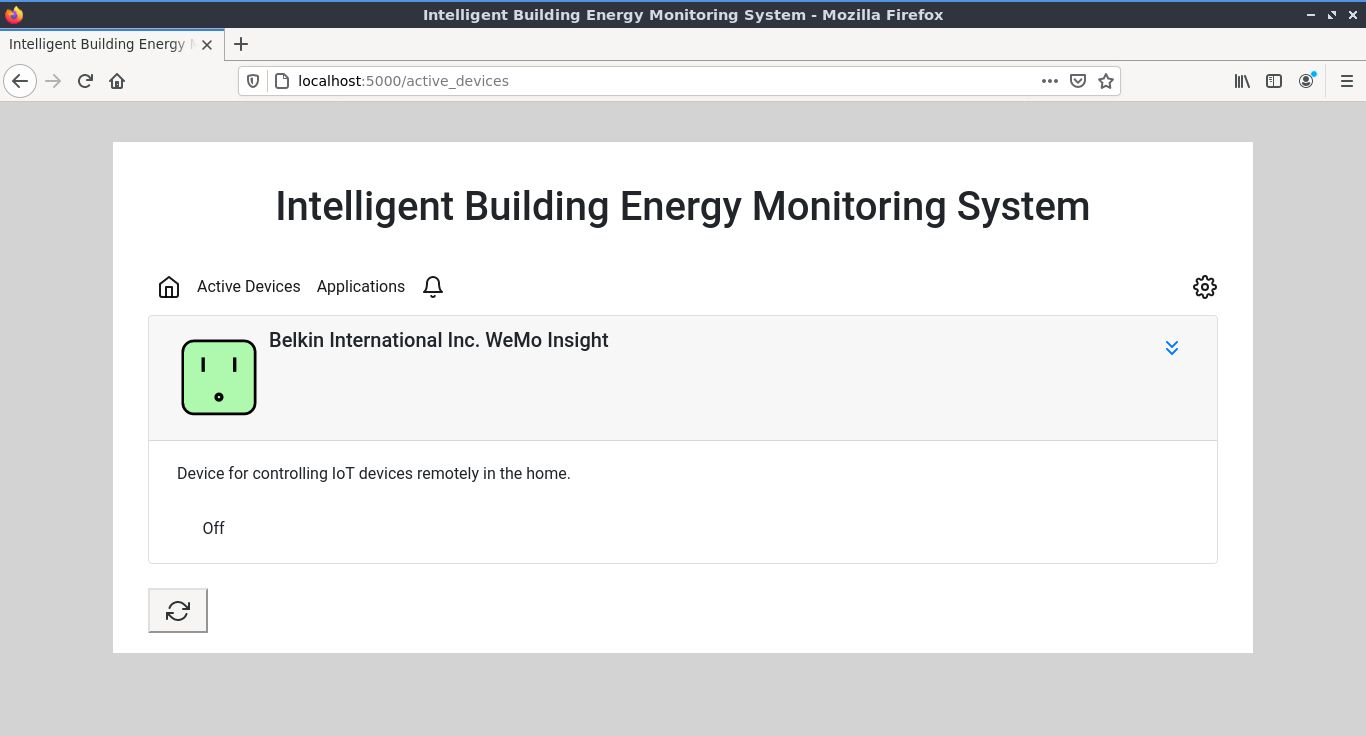 Intelligent Building Energy Monitoring System - Mozilla Firefox
Intelligent Building Energy
localhost:5000/active_devices
Intelligent Building Energy Monitoring System
Active Devices Applications
Belkin International Inc. WeMo Insight
Device for controlling IoT devices remotely in the home.
Off